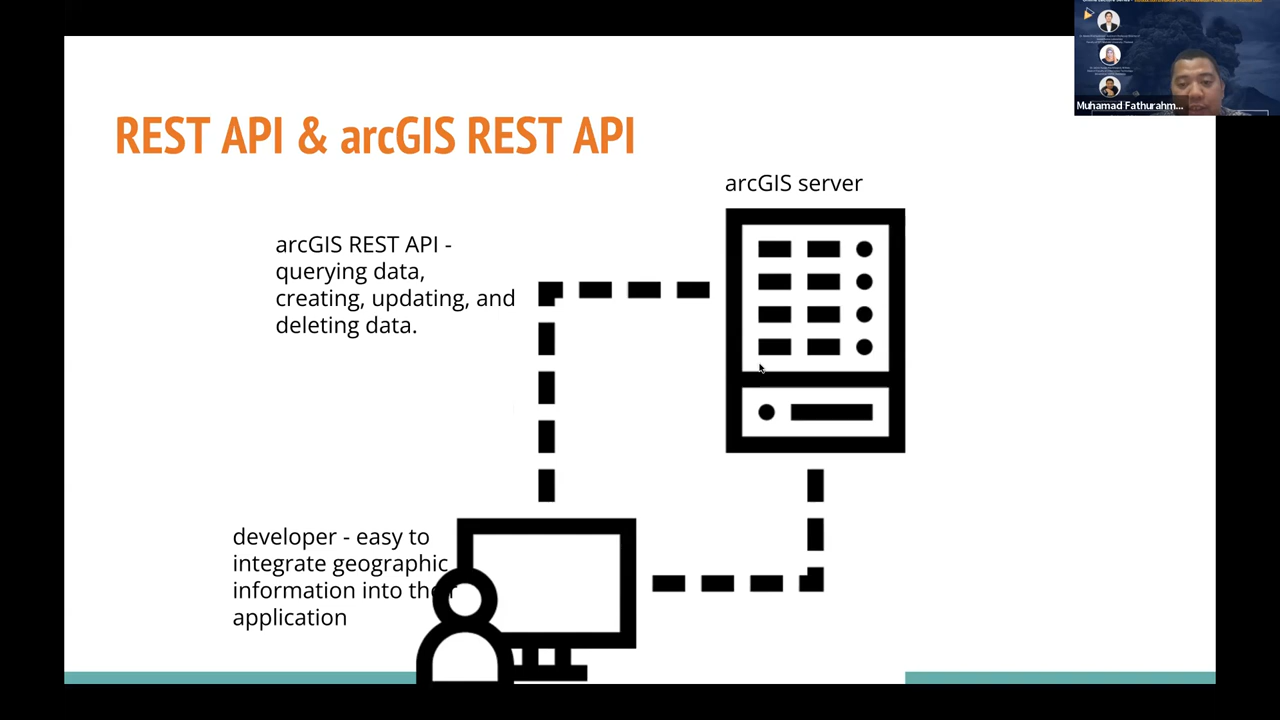 REST API & arcGIS REST API
arcGIS server
arcGIS REST API -
querying data,
creating, updating, and
deleting data.
developer - easy to
integrate geographic
information into their
application
Muhamad Fathurahm...